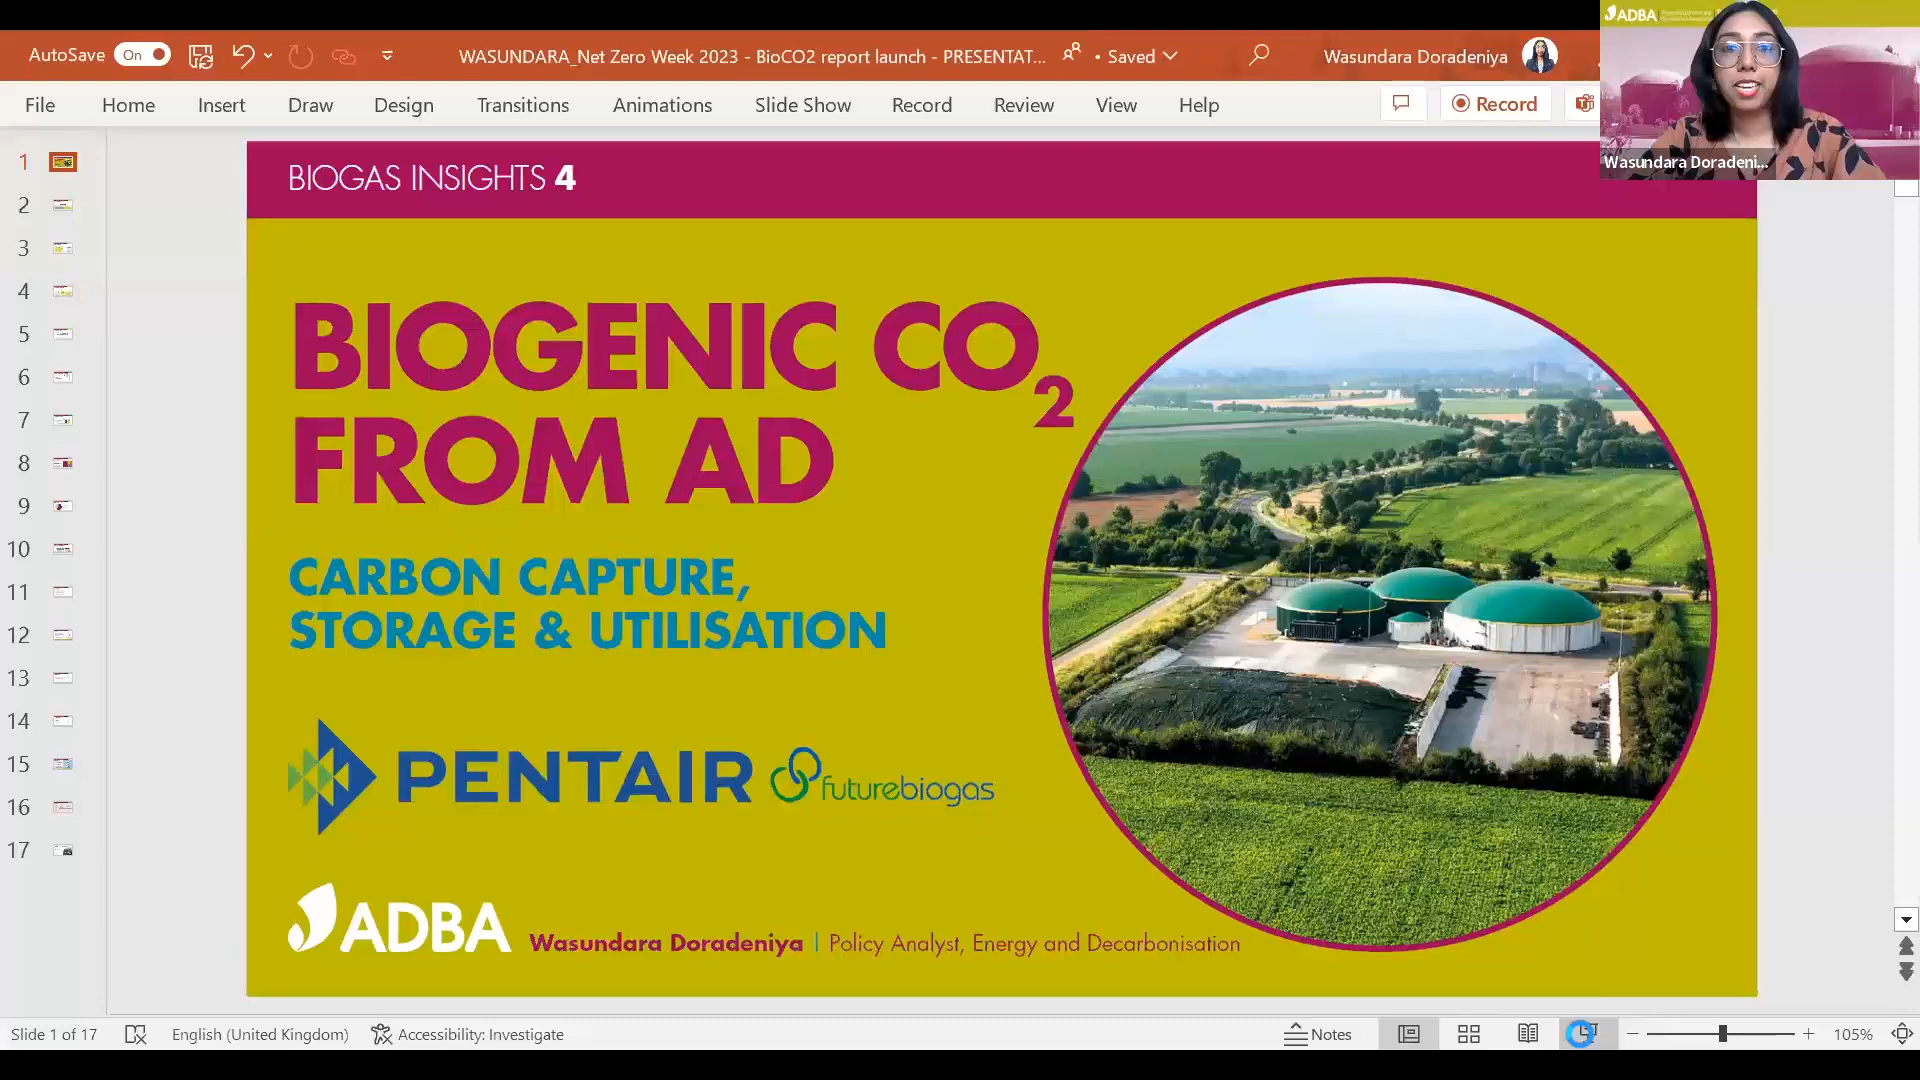 AutoSave On
WASUNDARA_Net Zero Week 2023 - BioCO2 report launch - PRESENTAT... • Saved
Wasundara Doradeniya
ADBA
File Home Insert Draw Design Transitions Animations Slide Show Record Review View Help
Record
Wasundara Doradeni...
1
2
3
4
5
6
7
8
9
10
11
12
13
14
15
16
17
BIOGAS INSIGHTS 4
BIOGENIC CO2
FROM AD
CARBON CAPTURE,
STORAGE & UTILISATION
PENTAIR
futurebiogas
ADBA
Wasundara Doradeniya | Policy Analyst, Energy and Decarbonisation
Slide 1 of 17 English (United Kingdom) Accessibility: Investigate Notes 105%